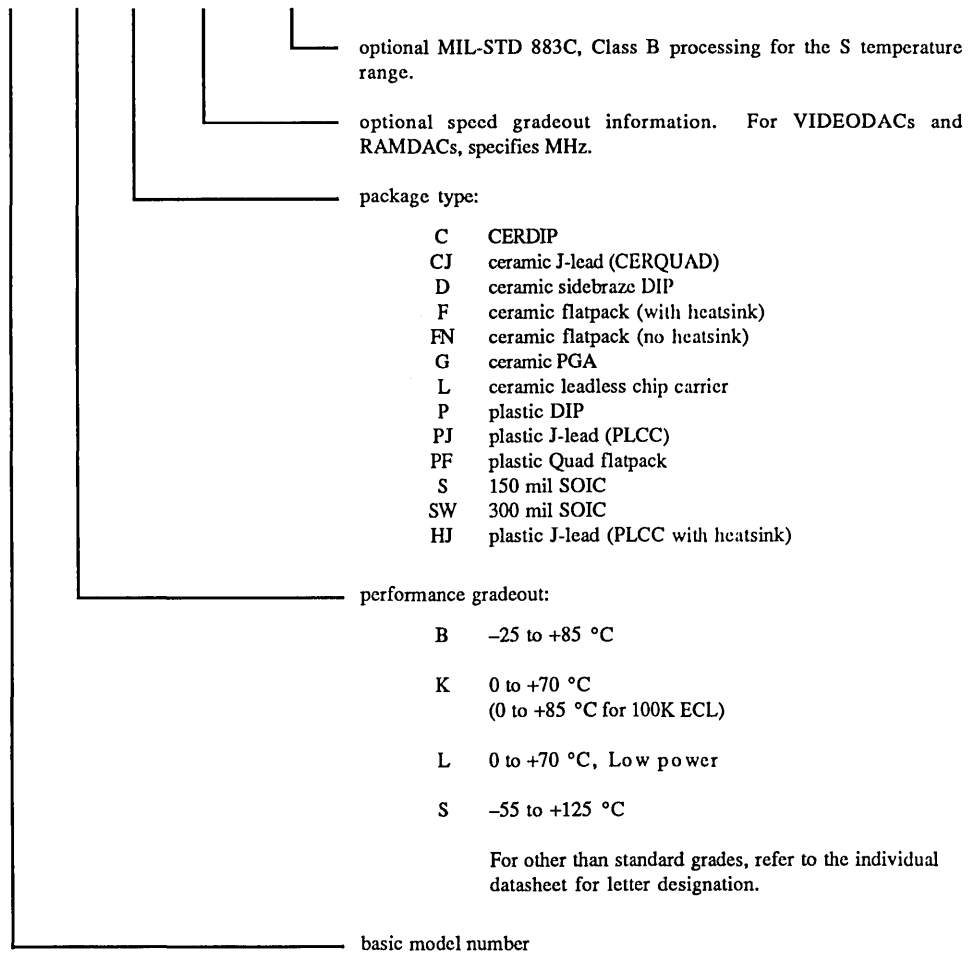 optional MIL-STD 883C, Class B processing for the S temperature
range.
optional speed gradeout information. For VIDEODACs and
RAMDACs, specifies MHz.
package type:
C CERDIP
CJ ceramic J-lead (CERQUAD)
D ceramic sidebraze DIP
F ceramic flatpack (with heatsink)
FN ceramic flatpack (no heatsink)
G ceramic PGA
L ceramic leadless chip carrier
P plastic DIP
PJ plastic J-lead (PLCC)
PF plastic Quad flatpack
S 150 mil SOIC
SW 300 mil SOIC
HJ plastic J-lead (PLCC with heatsink)
performance gradeout:
B –25 to +85 °C
K 0 to +70 °C
(0 to +85 °C for 100K ECL)
L 0 to +70 °C, Low power
S –55 to +125 °C
For other than standard grades, refer to the individual
datasheet for letter designation.
basic model number